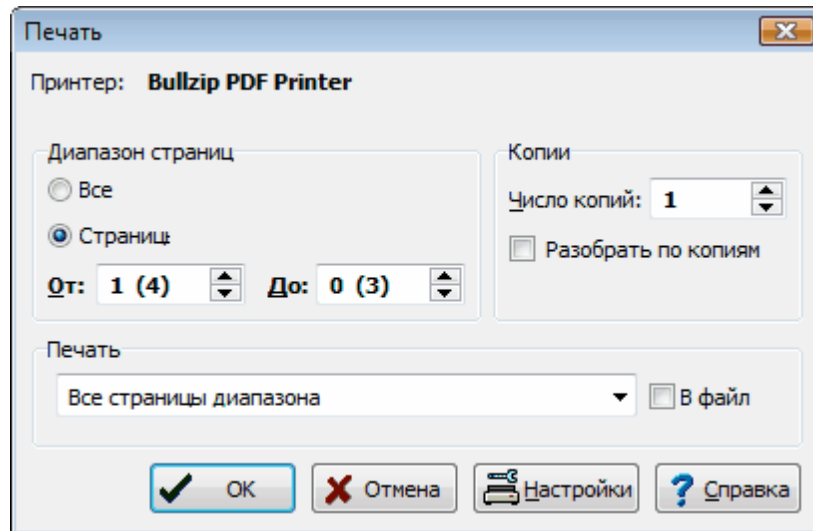 Печать
Принтер: Bullzip PDF Printer
Диапазон страниц
Все
Страниць
От: 1 (4) До: 0 (3)
Копии
Число копий: 1
Разобрать по копиям
Печать
Все страницы диапазона
В файл
OK
Отмена
Настройки
Справка